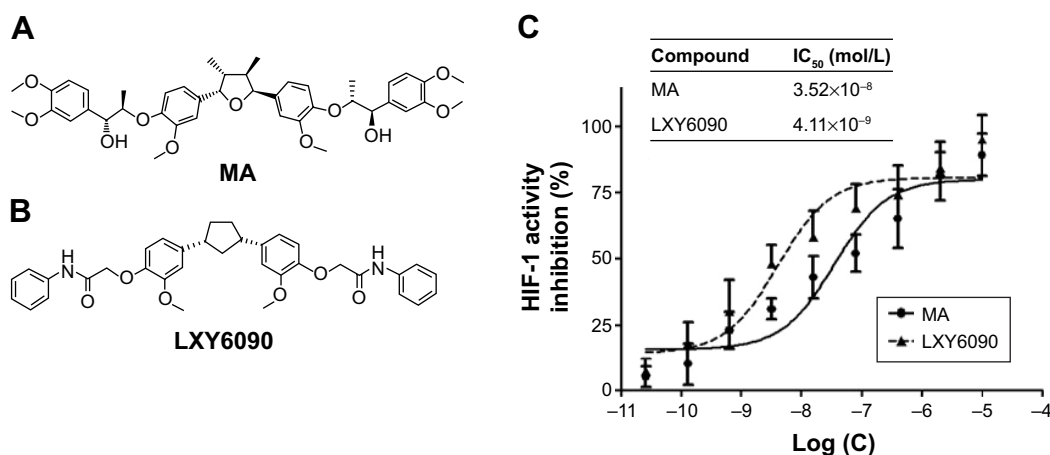 A
O
O
OH
O
O
O
O
O
OH
O
O
MA
B
H
N
O
O
O
O
O
O
H
N
LXY6090
C
Compound IC50 (mol/L)
MA 3.52×10–8
LXY6090 4.11×10–9
HIF-1 activity
inhibition (%)
100
75
50
25
0
MA
LXY6090
–11 –10 –9 –8 –7 –6 –5 –4
Log (C)